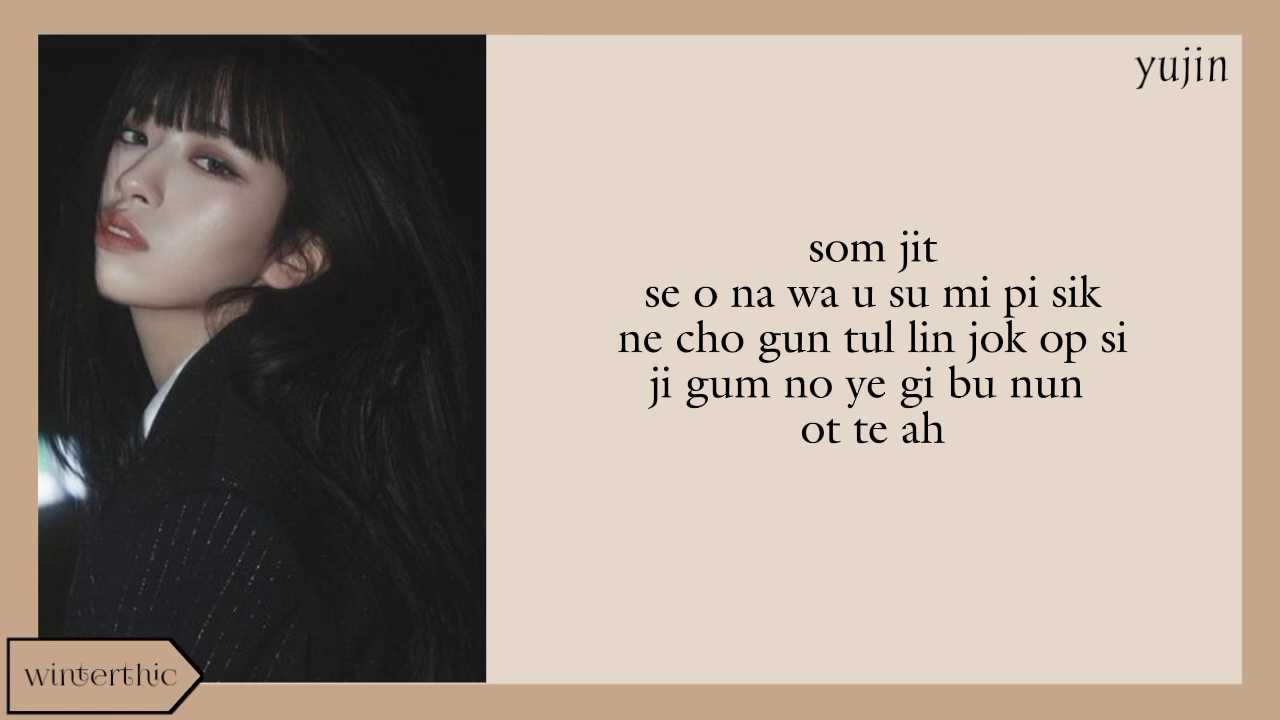 yujin
som jit
se o na wa u su mi pi sik
ne cho gun tul lin jok op si
ji gum no ye gi bu nun
ot te ah
winterthic